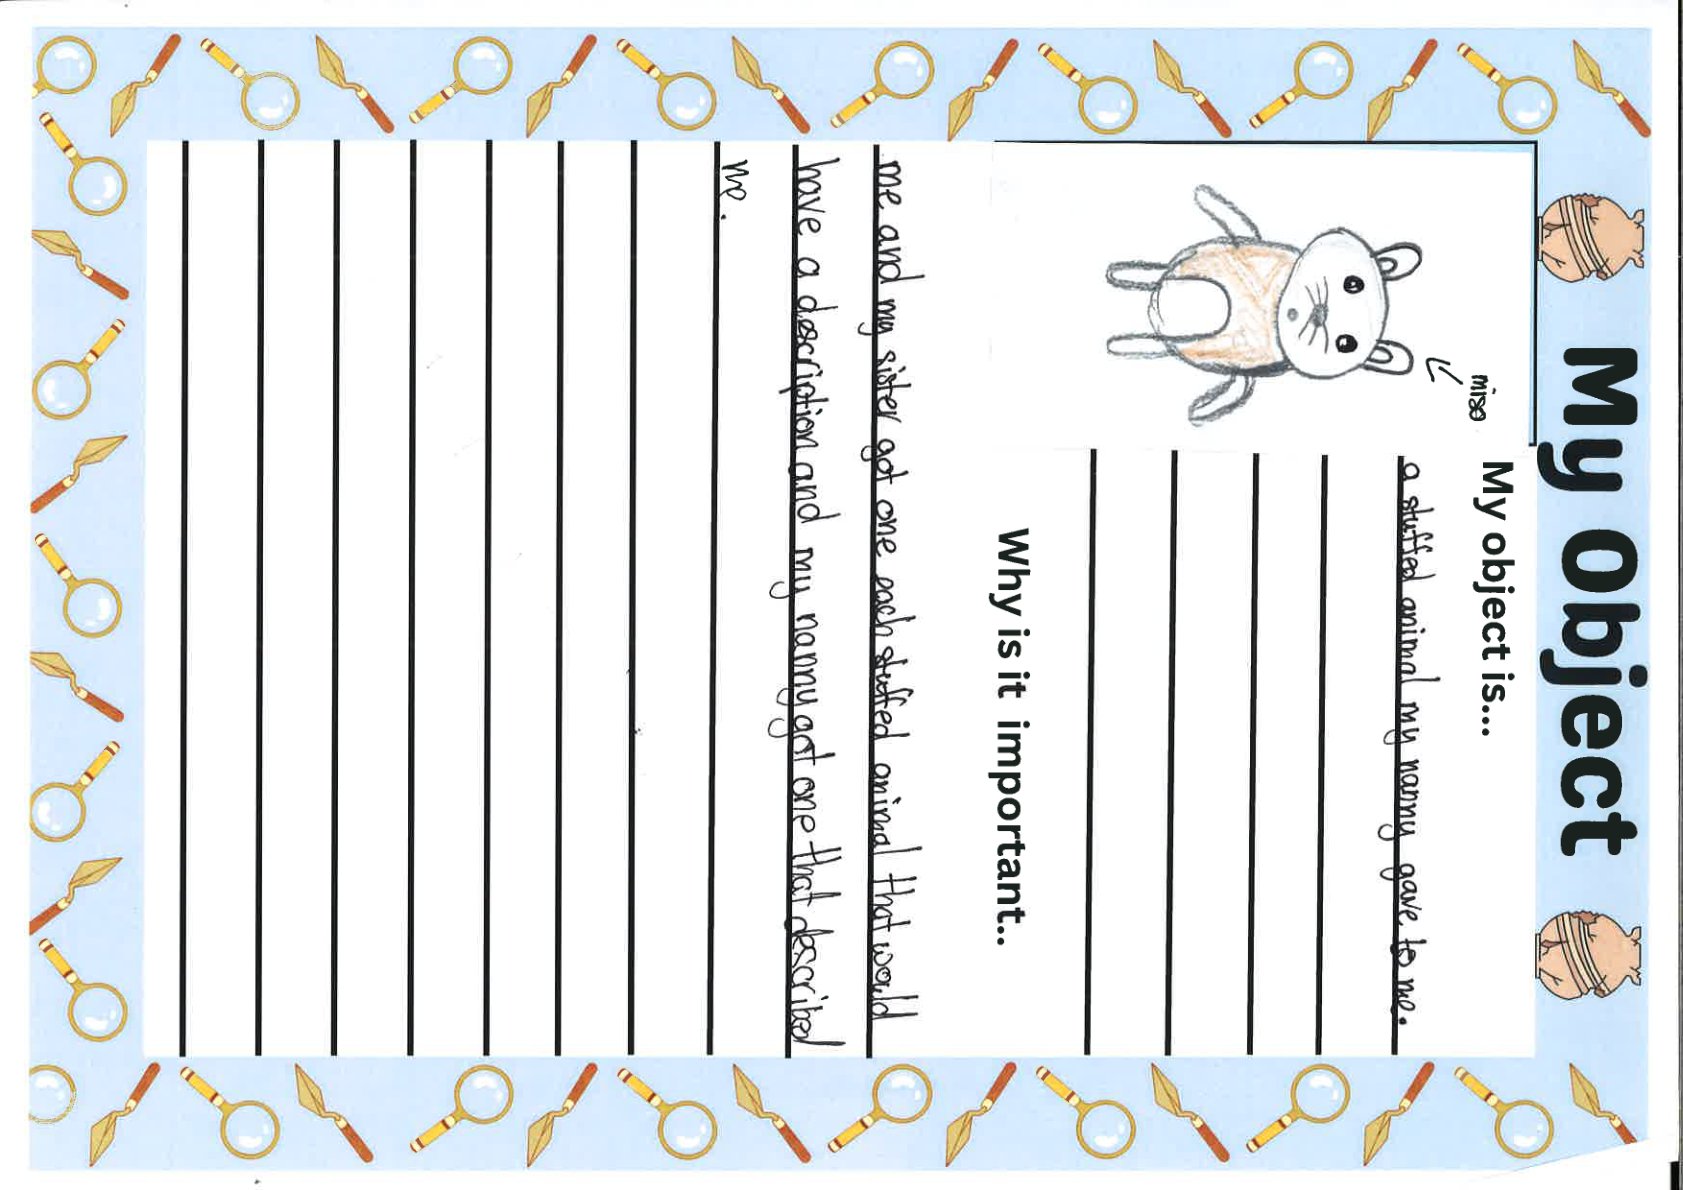 My Object
miso
My object is...
a stuffed animal my nanny gave to me.
Why is it important..
me and my sister got one each stuffed animal that would
have a description and my nanny got one that described
me.